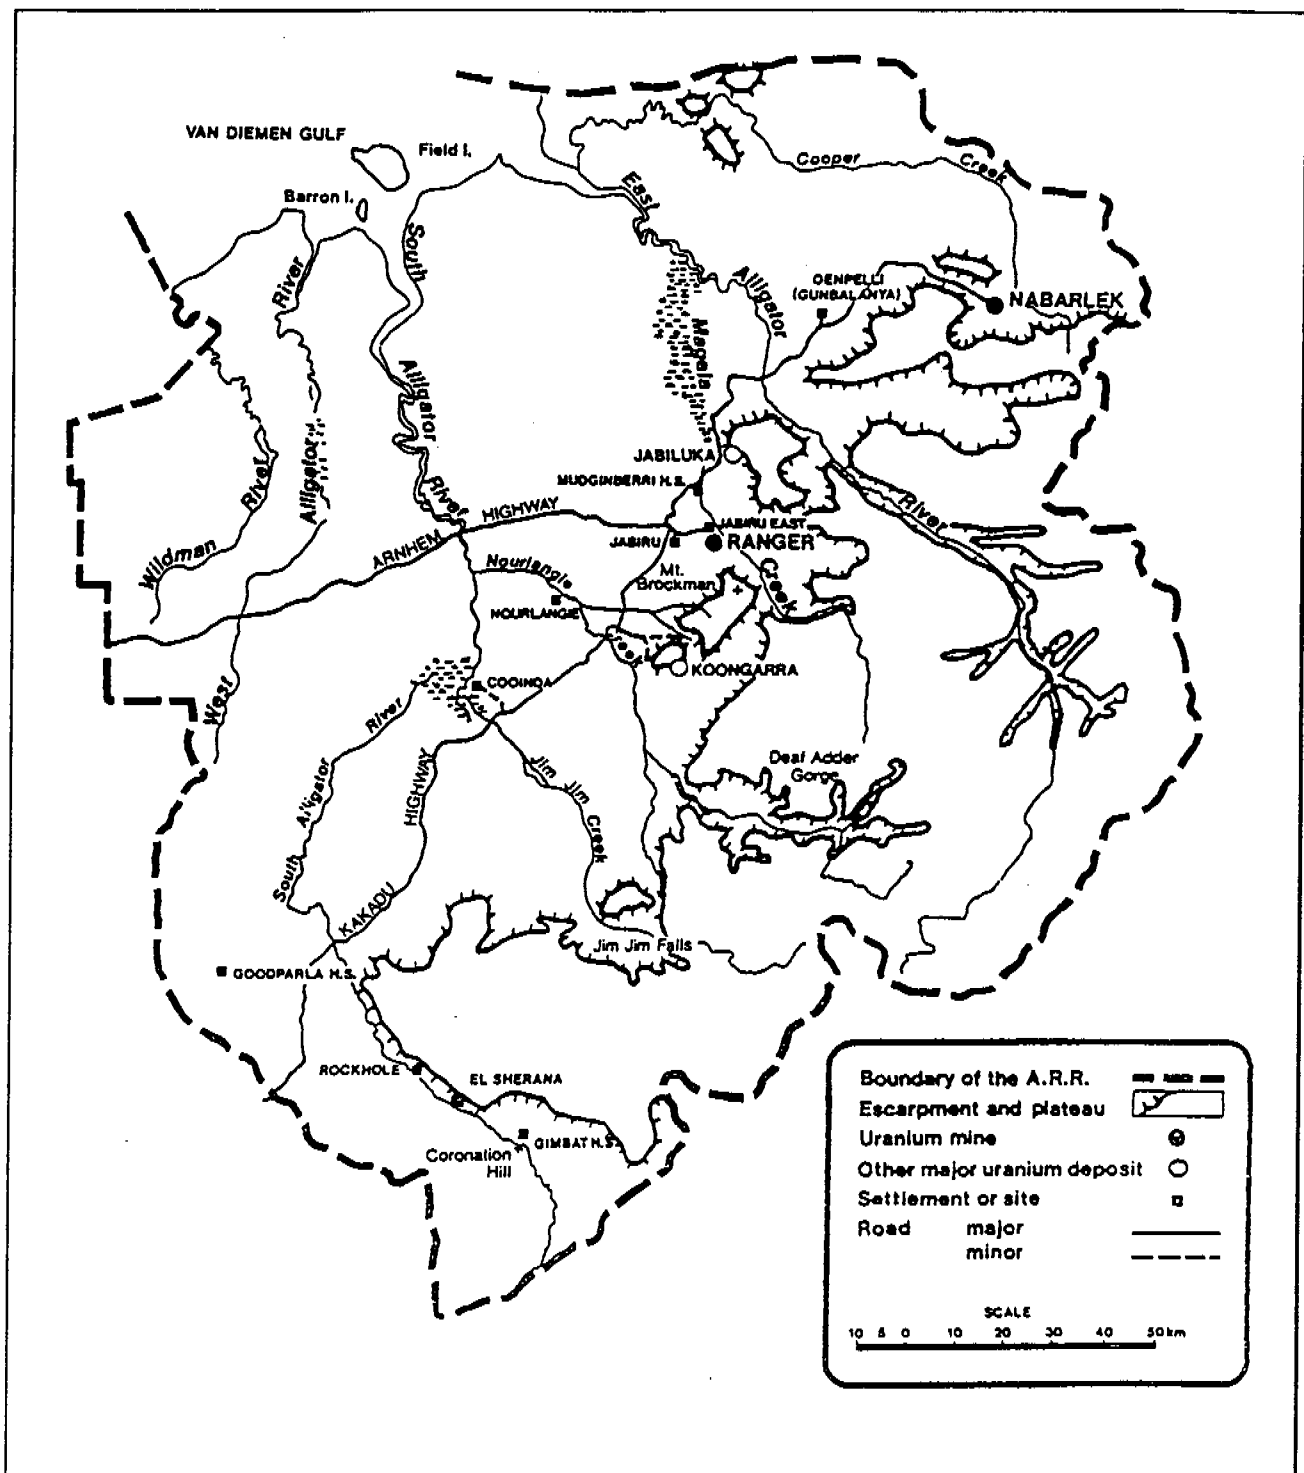 VAN DIEMEN GULF
Field I.
Barron I.
Cooper
Creek
East
Alligator
River
South
Alligator
River
River
Alligator
West
Wildman
River
OENPELLI
(GUNBALANYA)
NABARLEK
Magela
Creek
JABILUKA
MUDGINBERRI H.S.
HIGHWAY
ARNHEM
JABIRU EAST
JABIRU
RANGER
Mt.
Brockman
Nourlangie
Creek
NOURLANGIE
KOONGARRA
COOINDA
River
Alligator
South
HIGHWAY
KAKADU
Jim
Jim
Creek
Deaf Adder
Gorge
Jim Jim Falls
GOODPARLA H.S.
ROCKHOLE
EL SHERANA
GIMBAT H.S.
Coronation
Hill
Boundary of the A.R.R.
Escarpment and plateau
Uranium mine
Other major uranium deposit
Settlement or site
Road major
minor
SCALE
10 5 0 10 20 30 40 50km